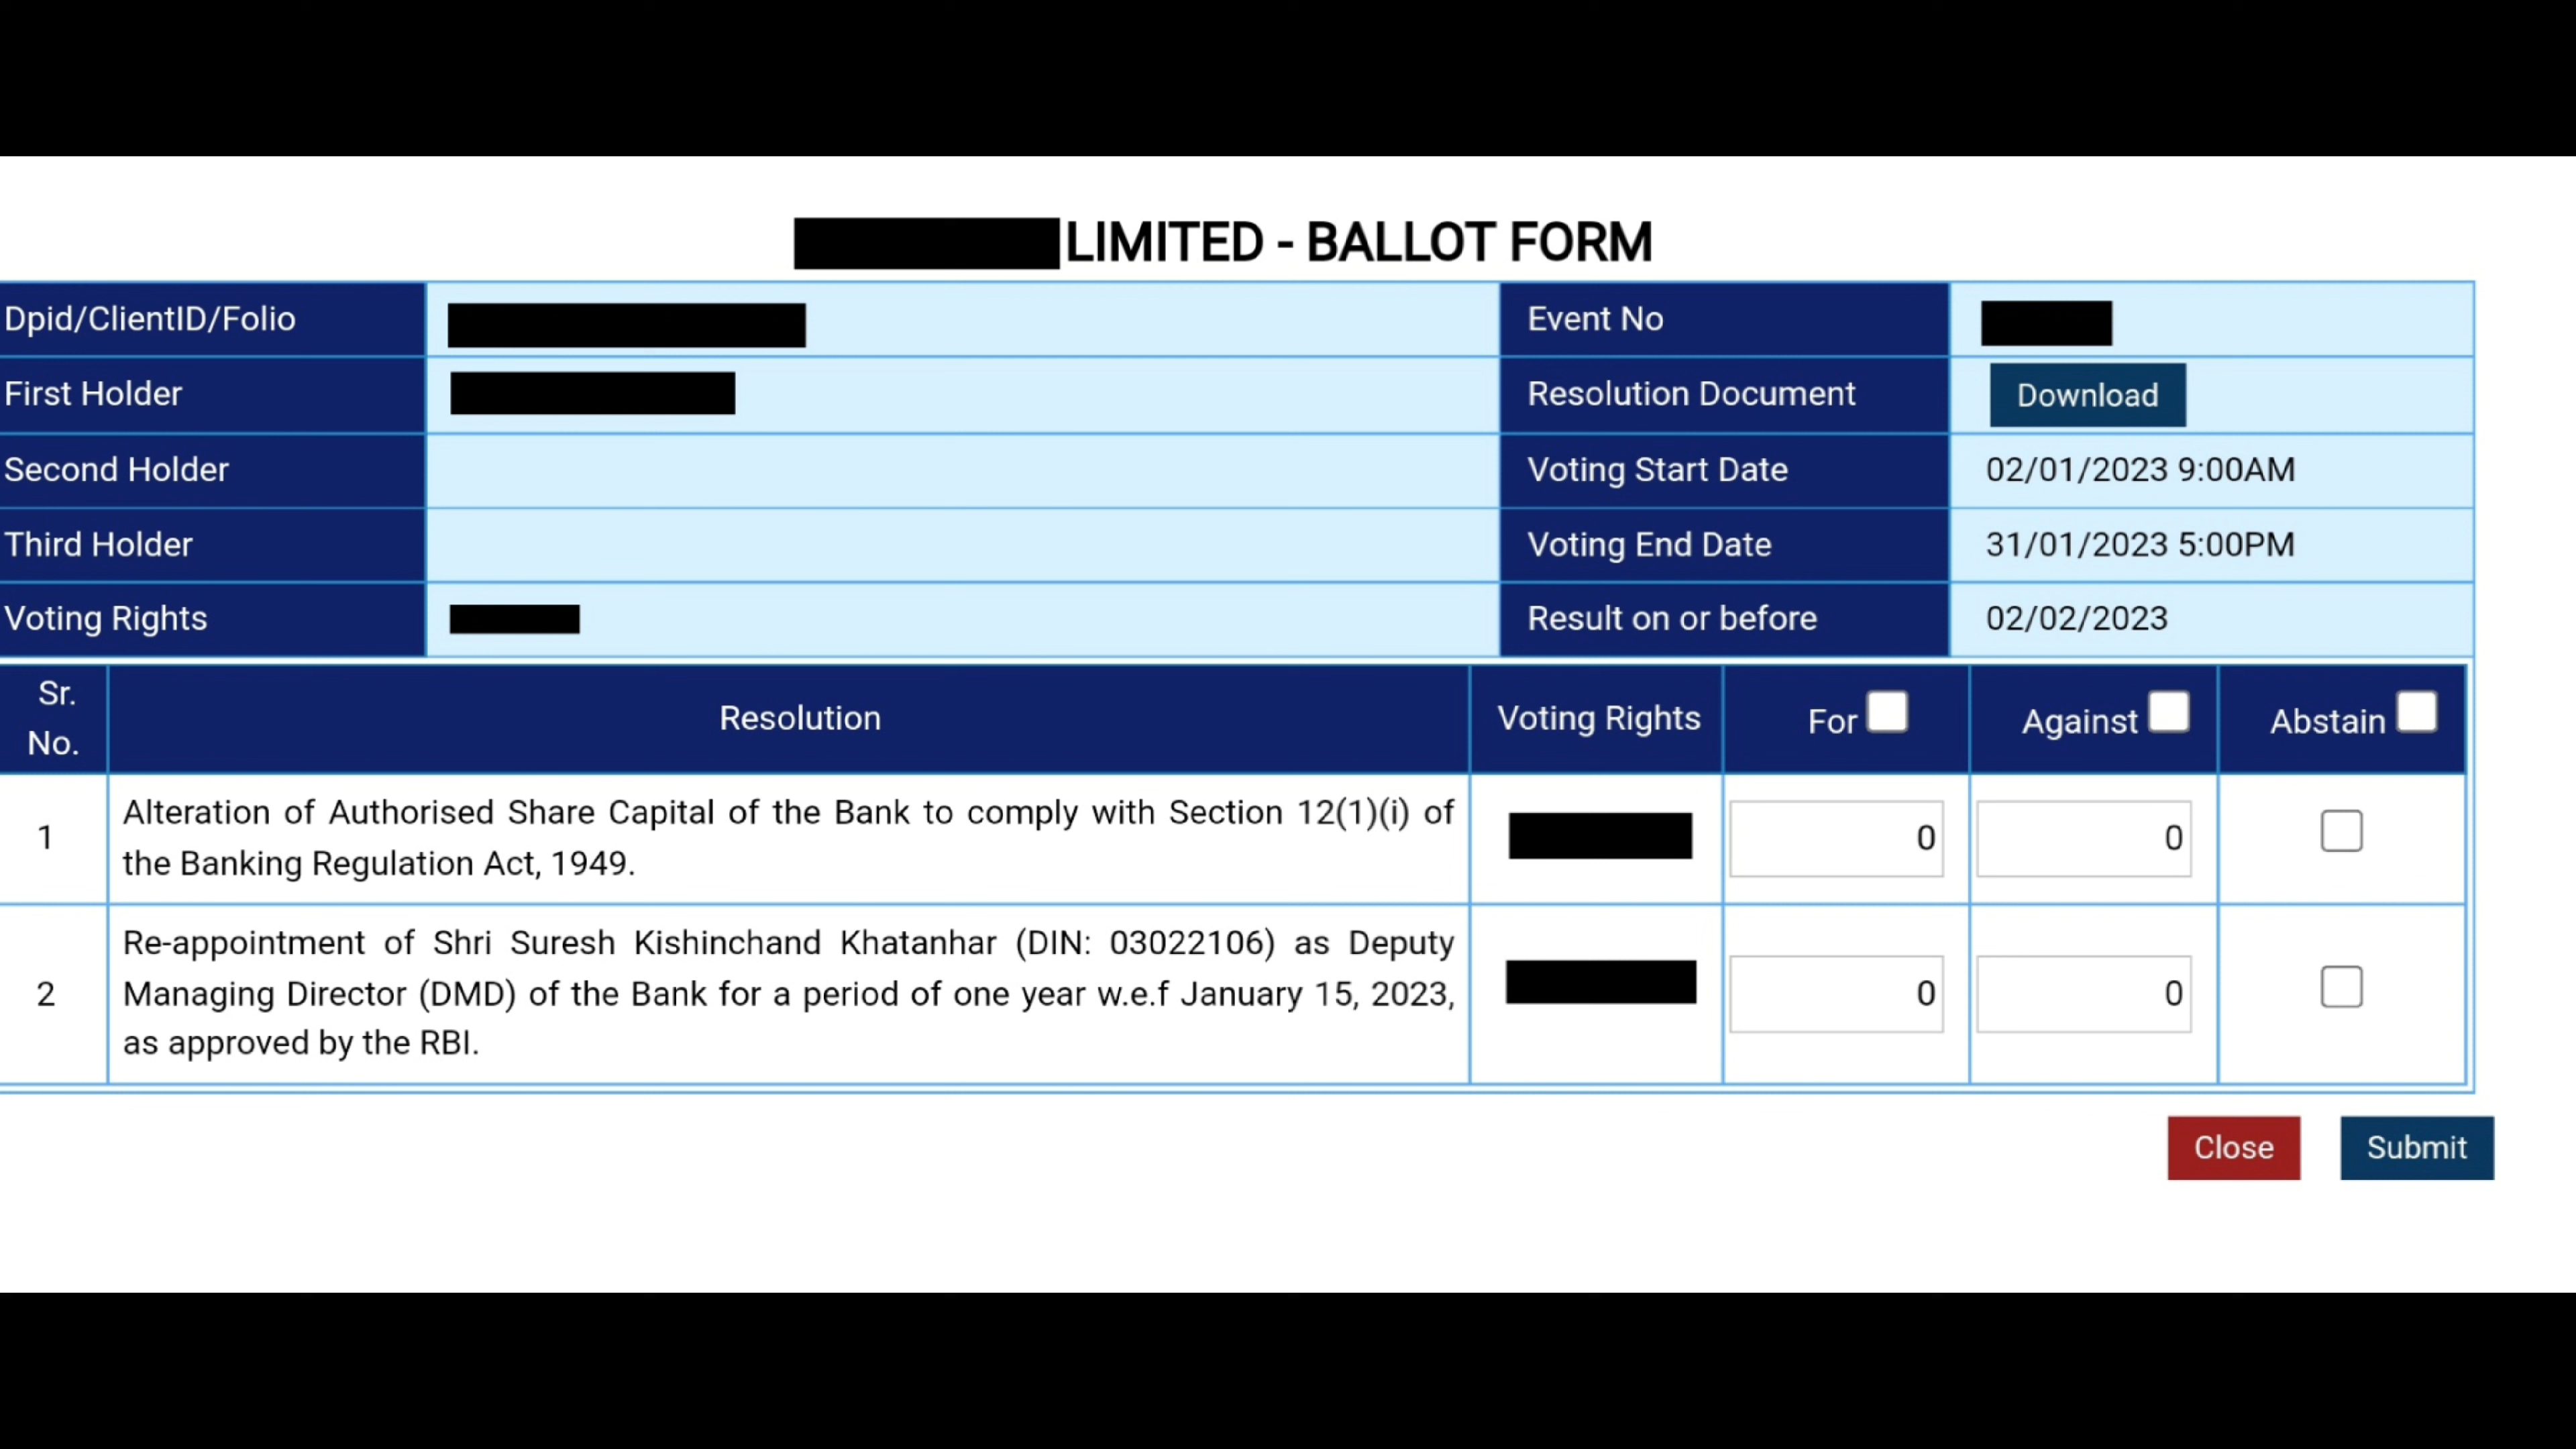 LIMITED - BALLOT FORM
Dpid/ClientID/Folio
Event No
First Holder
Resolution Document
Download
Second Holder
Voting Start Date
02/01/2023 9:00AM
Third Holder
Voting End Date
31/01/2023 5:00PM
Voting Rights
Result on or before
02/02/2023
Sr.
No.
Resolution
Voting Rights
For
Against
Abstain
1
Alteration of Authorised Share Capital of the Bank to comply with Section 12(1)(i) of
the Banking Regulation Act, 1949.
0
0
2
Re-appointment of Shri Suresh Kishinchand Khatanhar (DIN: 03022106) as Deputy
Managing Director (DMD) of the Bank for a period of one year w.e.f January 15, 2023,
as approved by the RBI.
0
0
Close
Submit